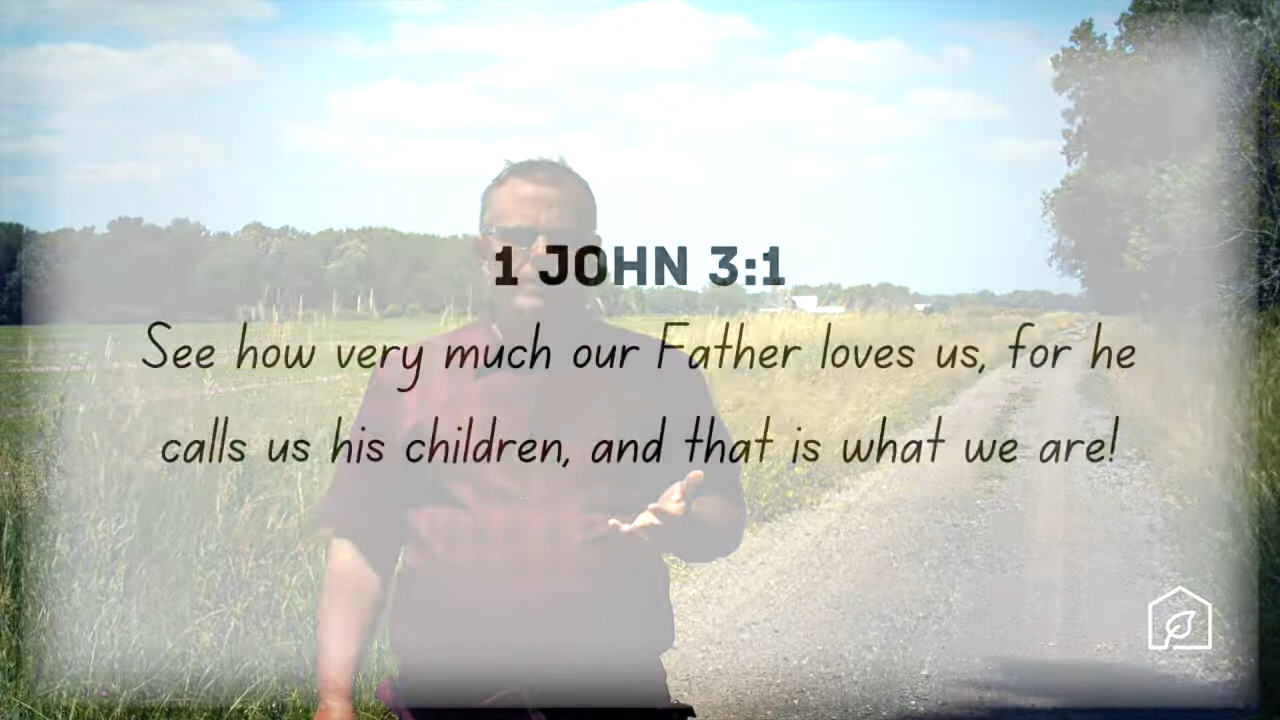 1 JOHN 3:1
See how very much our Father loves us, for he
calls us his children, and that is what we are!